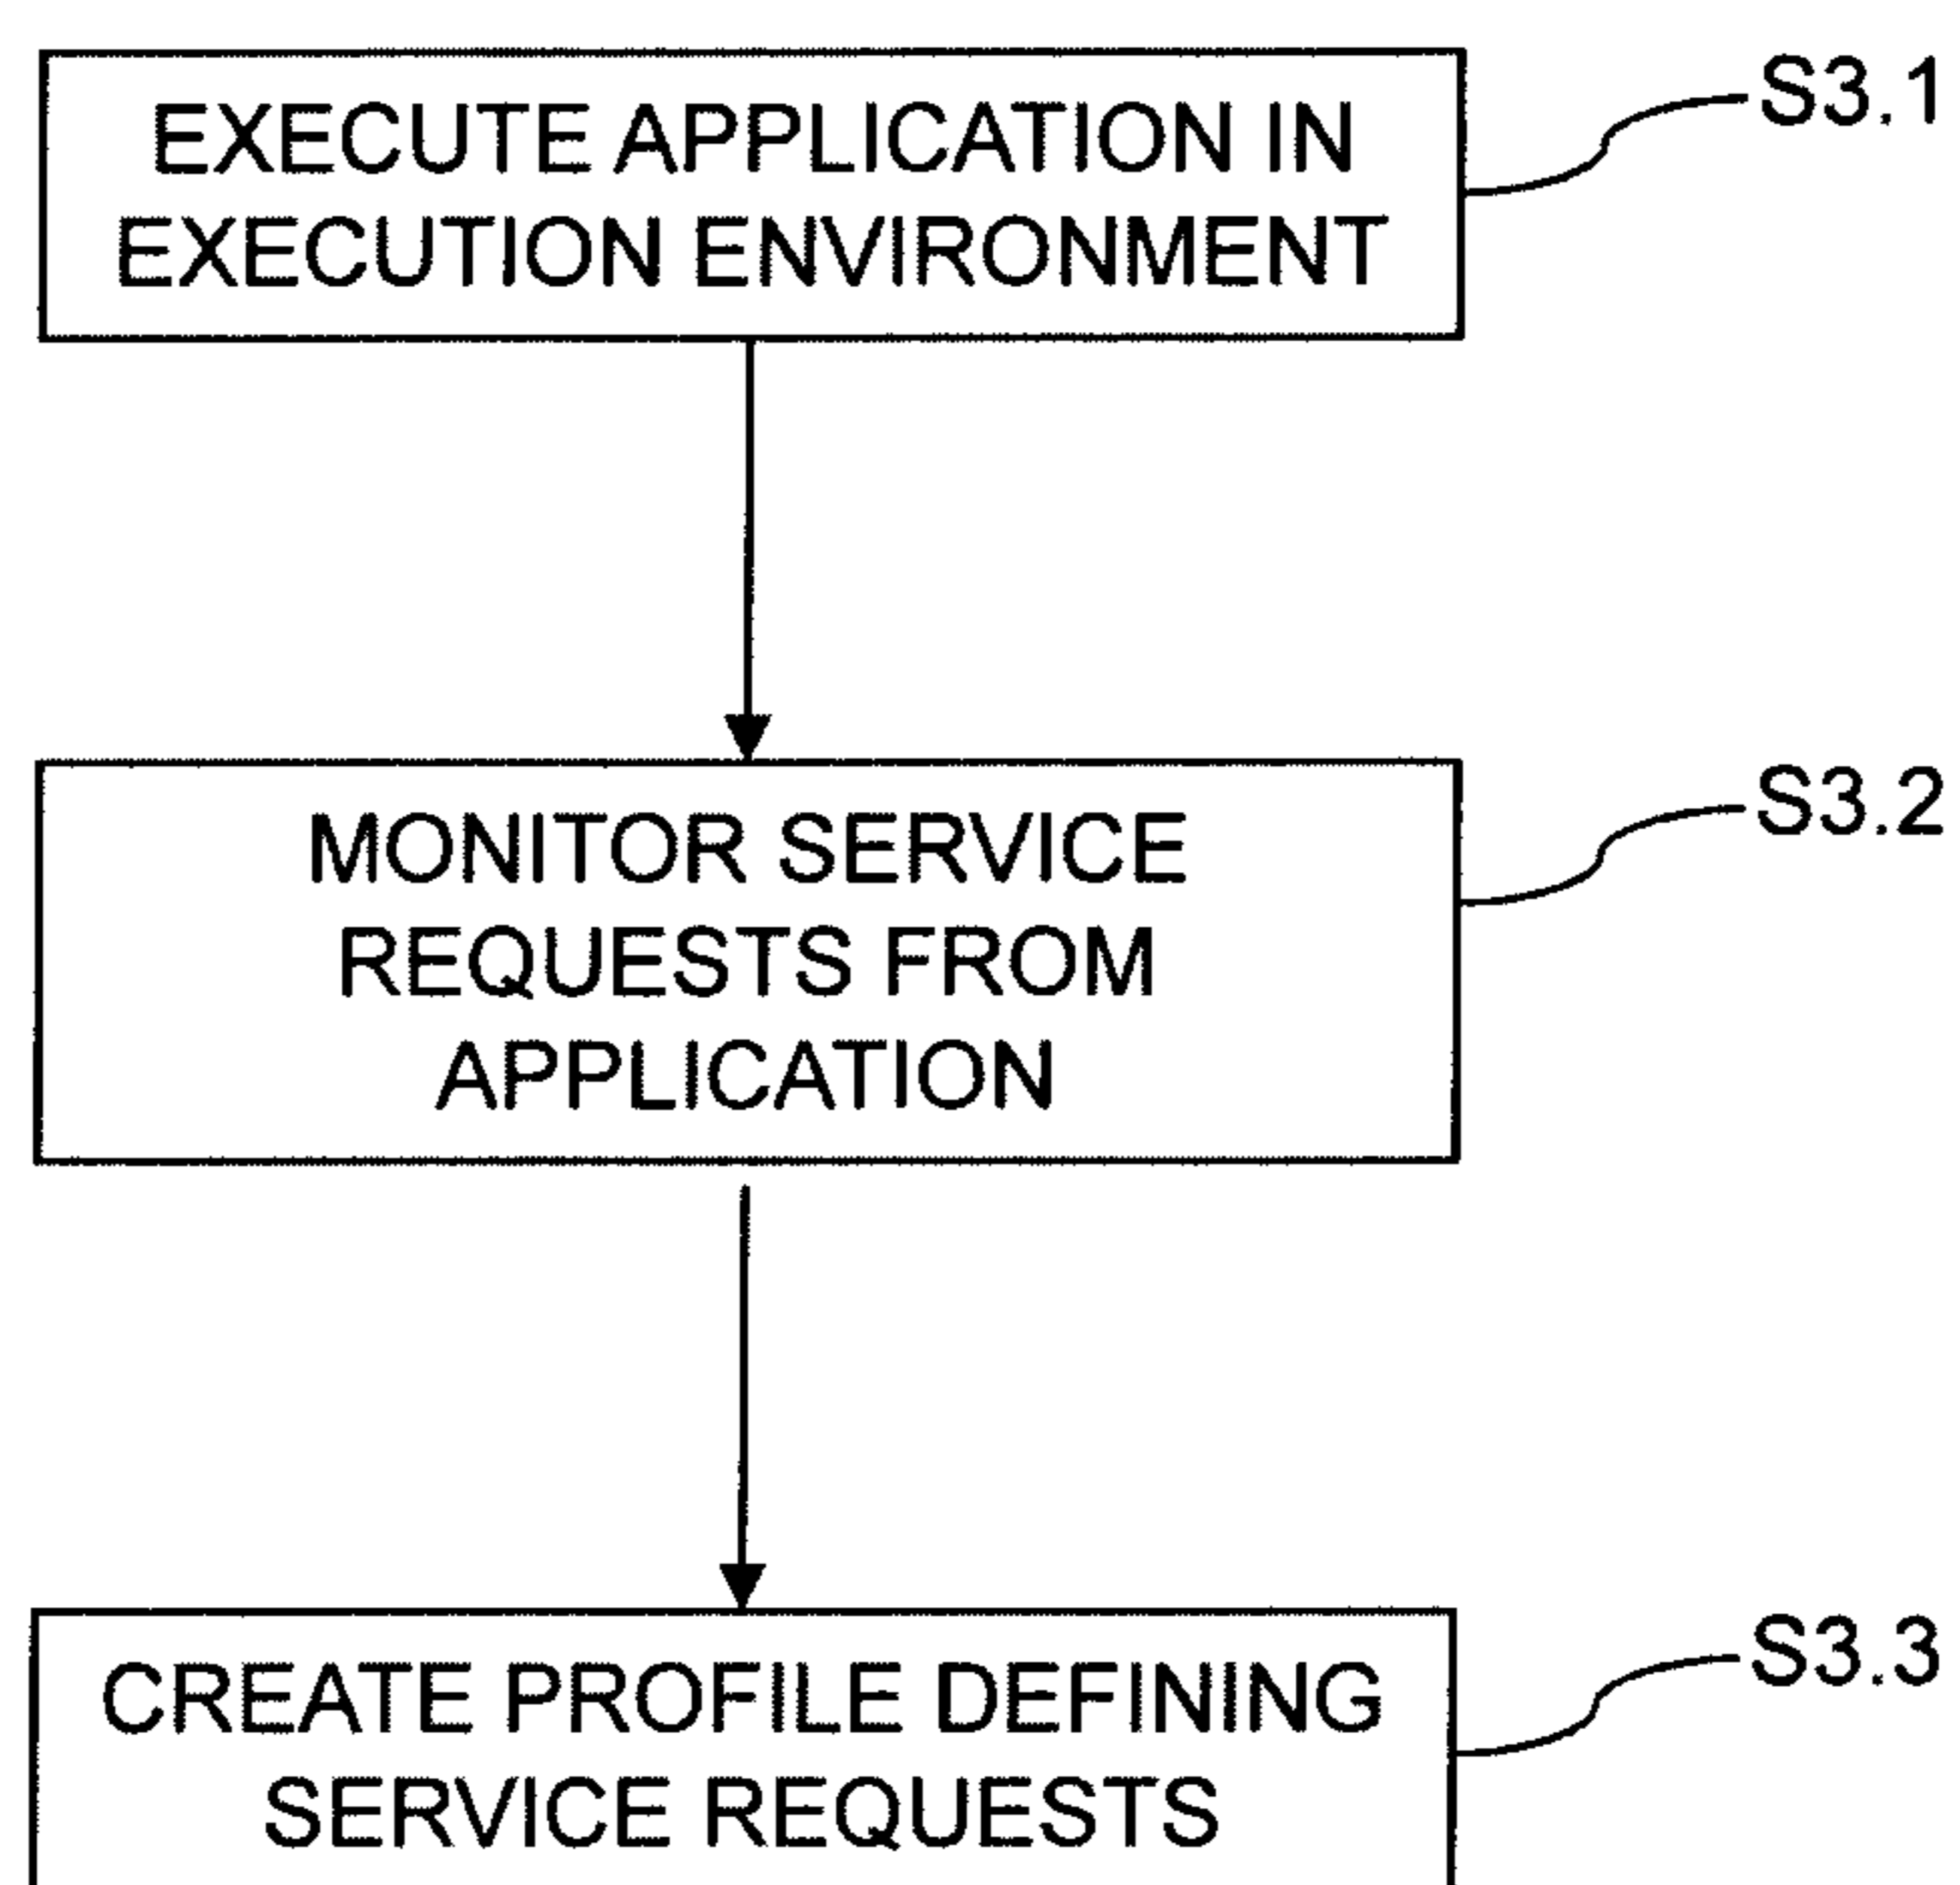 EXECUTE APPLICATION IN
EXECUTION ENVIRONMENT
S3.1
MONITOR SERVICE
REQUESTS FROM
APPLICATION
S3.2
CREATE PROFILE DEFINING
SERVICE REQUESTS
S3.3